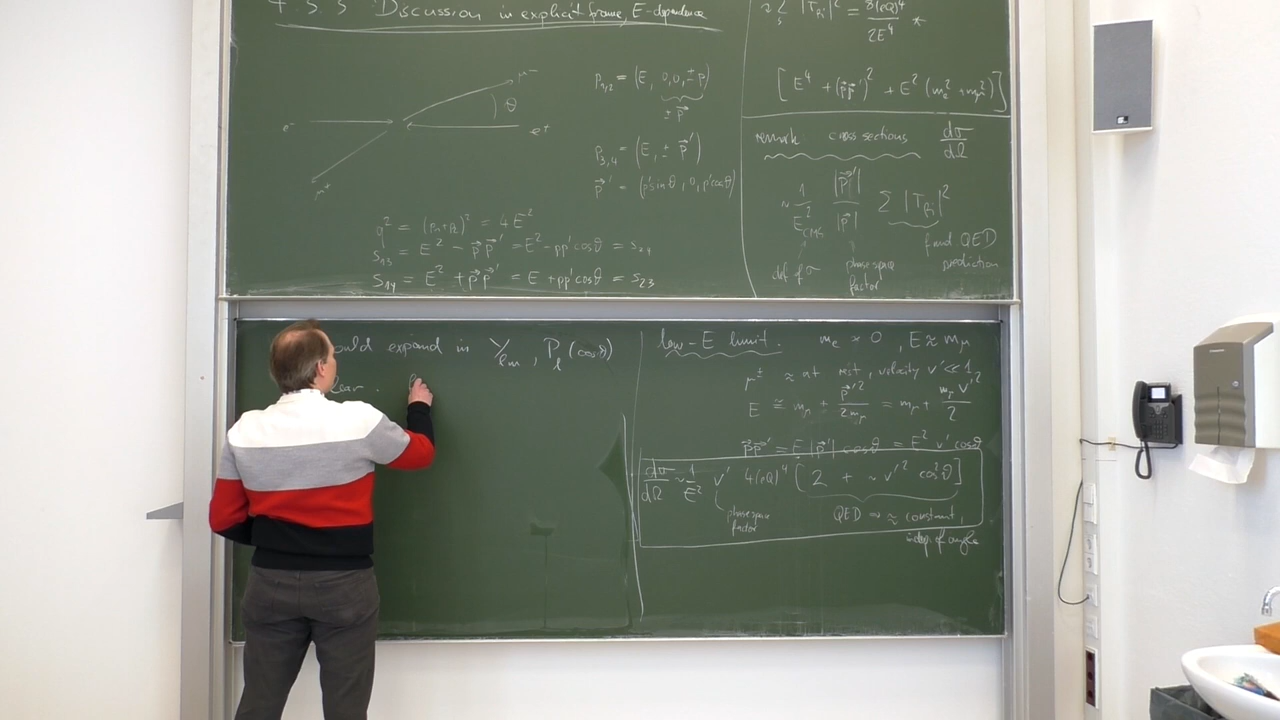 4.5.5 Discussion in explicit frame, E-dependence
μ⁻
θ
e⁻
e⁺
μ⁺
p₁,₂ = (E, 0,0,±p)
±p⃗
p₃,₄ = (E, ± p⃗')
p⃗' = (p'sinθ, 0, p'cosθ)
q² = (p₁+p₂)² = 4E²
s₁₃ = E² - p⃗p⃗' = E² - pp'cosθ = s₂₄
s₁₄ = E² + p⃗p⃗' = E + pp'cosθ = s₂₃
~ Σ |T_fi|² = 8(eQ)⁴ / 2E⁴ *
[E⁴ + (p⃗p⃗')² + E²(m_e² + m_μ²)]
remark cross sections dσ/dΩ
~ 1/E²_CMS |p⃗'|/|p⃗| Σ |T_fi|²
def of σ
phase space factor
QED prediction
ould expand in Y_lm, P_l(cosθ)
lear.
low-E limit. m_e ≈ 0, E ≈ m_μ
μ± ≈ at rest, velocity v' ≪ 1,
E ≈ m_μ + p⃗'²/2m_μ = m_μ + m_μ v'²/2
p⃗p⃗' = E |p⃗'| cosθ = E² v' cosθ
dσ/dΩ ~ 1/E² v' 4(eQ)⁴ [2 + ~ v'² cos²θ]
phase space factor
QED ~ ≈ constant,
indep. of angle